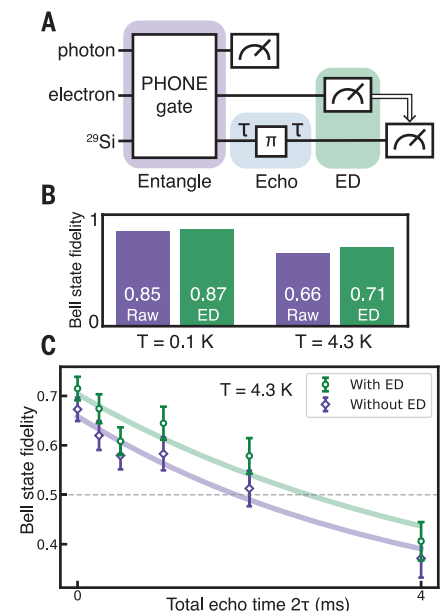 A
photon
electron
²⁹Si
PHONE
gate
τ
π
τ
Entangle
Echo
ED
B
Bell state fidelity
1
0
0.85
Raw
0.87
ED
0.66
Raw
0.71
ED
T = 0.1 K
T = 4.3 K
C
T = 4.3 K
With ED
Without ED
Bell state fidelity
0.7
0.6
0.5
0.4
0
4
Total echo time 2τ (ms)